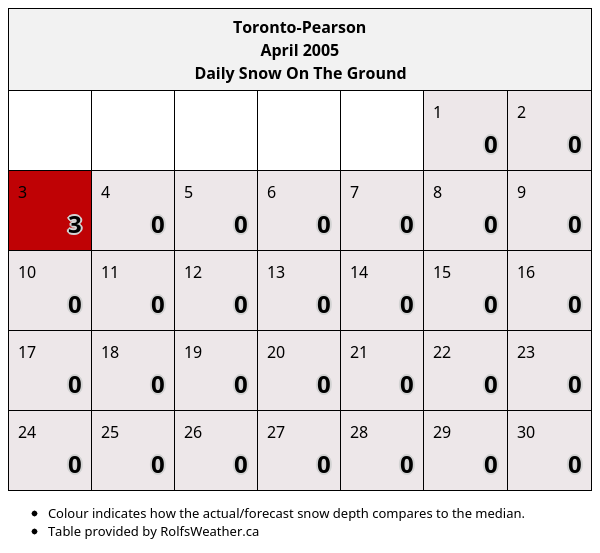 Toronto-Pearson
April 2005
Daily Snow On The Ground
1 2
0 0
3 4 5 6 7 8 9
3 0 0 0 0 0 0
10 11 12 13 14 15 16
0 0 0 0 0 0 0
17 18 19 20 21 22 23
0 0 0 0 0 0 0
24 25 26 27 28 29 30
0 0 0 0 0 0 0
• Colour indicates how the actual/forecast snow depth compares to the median.
• Table provided by RolfsWeather.ca